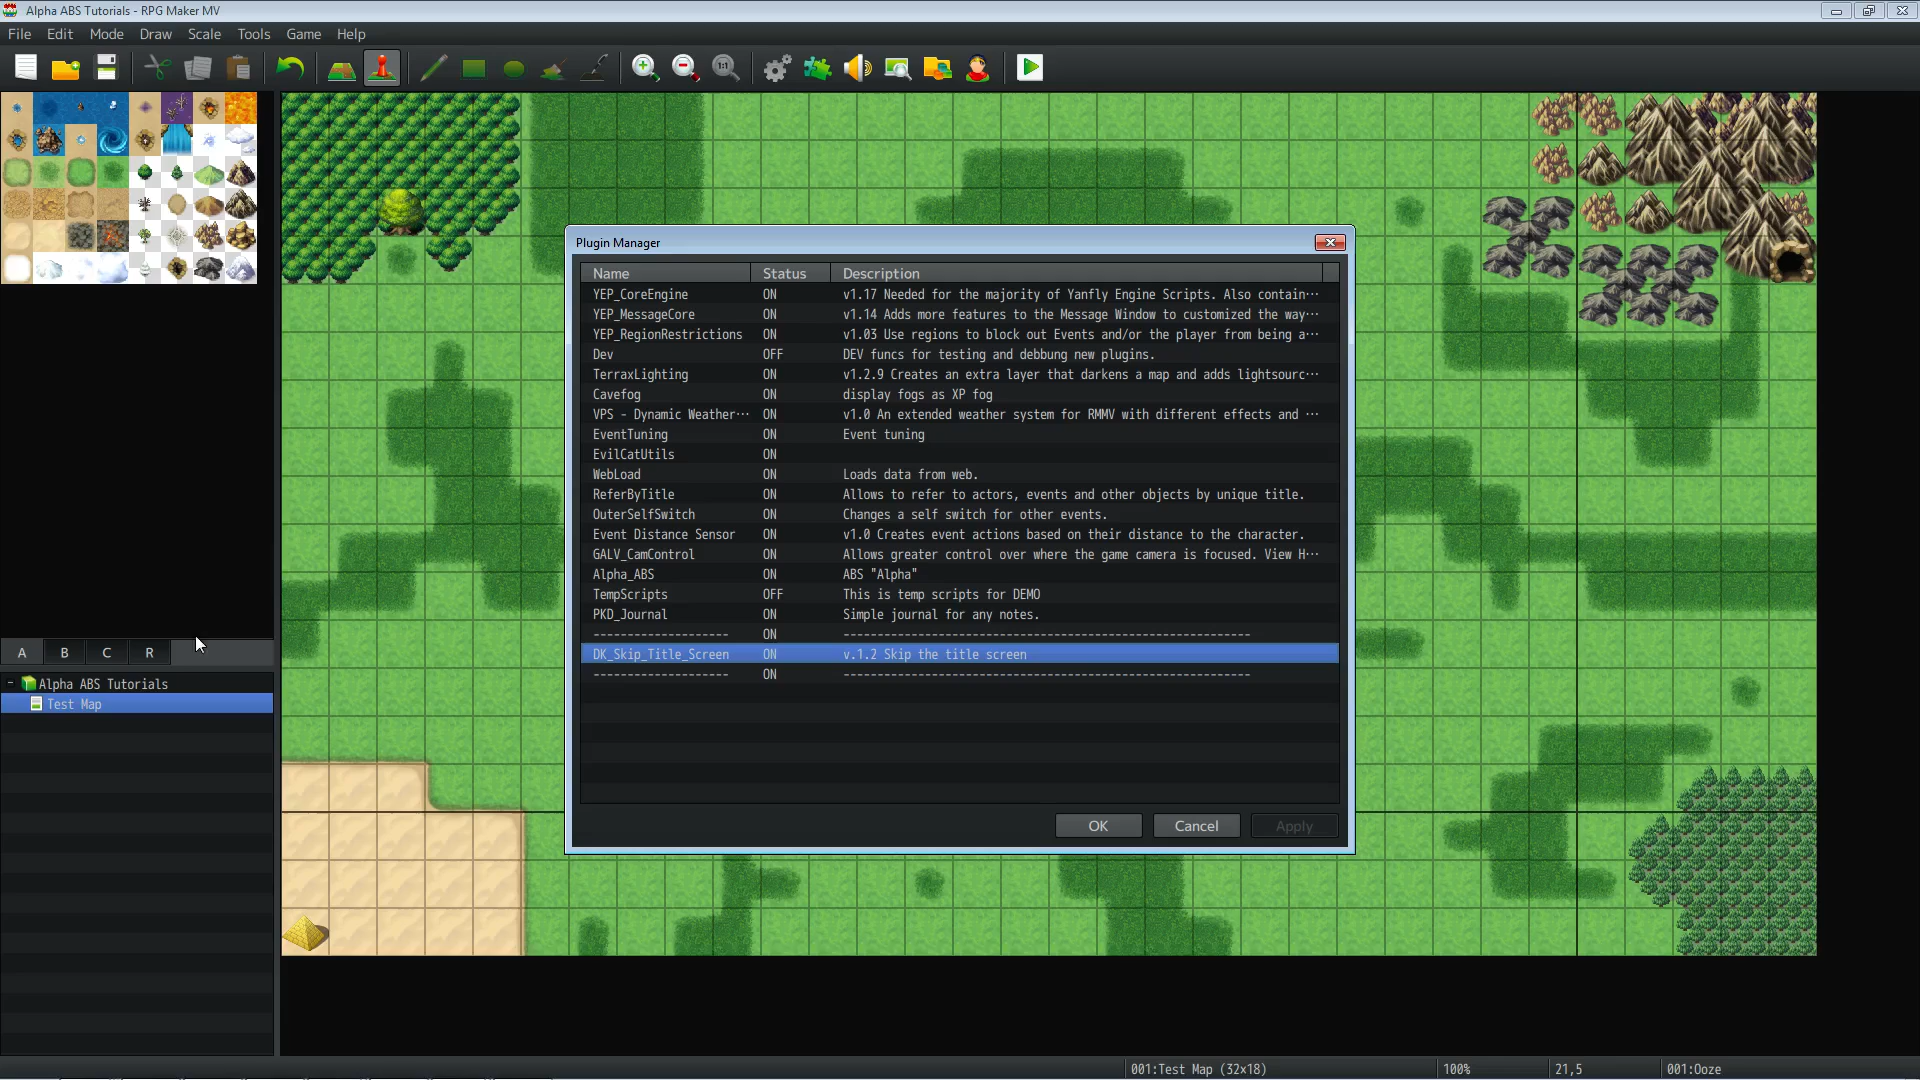 Alpha ABS Tutorials - RPG Maker MV
File Edit Mode Draw Scale Tools Game Help
1:1
Plugin Manager
Name Status Description
YEP_CoreEngine ON v1.17 Needed for the majority of Yanfly Engine Scripts. Also contain···
YEP_MessageCore ON v1.14 Adds more features to the Message Window to customized the way···
YEP_RegionRestrictions ON v1.03 Use regions to block out Events and/or the player from being a···
Dev OFF DEV funcs for testing and debbung new plugins.
TerraxLighting ON v1.2.9 Creates an extra layer that darkens a map and adds lightsourc···
Cavefog ON display fogs as XP fog
VPS - Dynamic Weather··· ON v1.0 An extended weather system for RMMV with different effects and ···
EventTuning ON Event tuning
EvilCatUtils ON
WebLoad ON Loads data from web.
ReferByTitle ON Allows to refer to actors, events and other objects by unique title.
OuterSelfSwitch ON Changes a self switch for other events.
Event Distance Sensor ON v1.0 Creates event actions based on their distance to the character.
GALV_CamControl ON Allows greater control over where the game camera is focused. View H···
Alpha_ABS ON ABS "Alpha"
TempScripts OFF This is temp scripts for DEMO
PKD_Journal ON Simple journal for any notes.
-------------------- ON ------------------------------------------------------------
DK_Skip_Title_Screen ON v.1.2 Skip the title screen
-------------------- ON ------------------------------------------------------------
OK Cancel Apply
A B C R
Alpha ABS Tutorials
Test Map
001:Test Map (32x18) 100% 21,5 001:Ooze